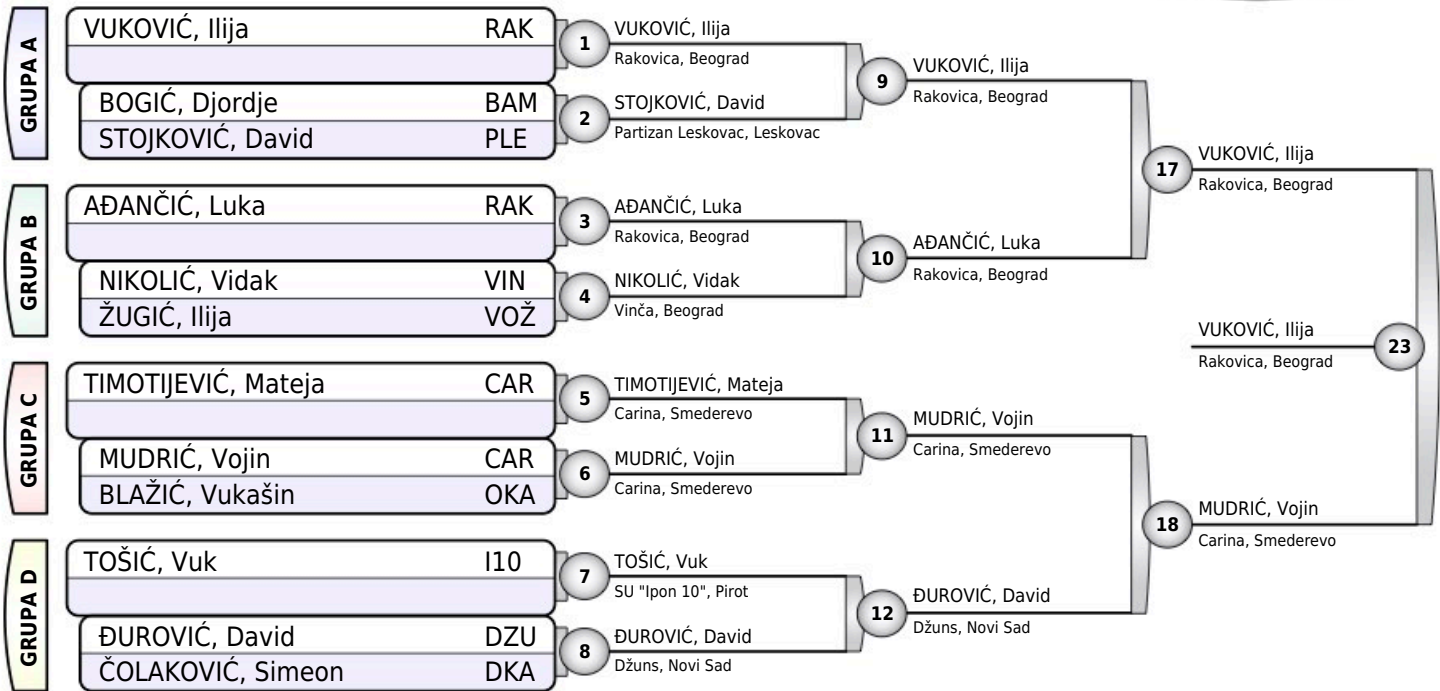 GRUPA A
VUKOVIĆ, Ilija RAK
BOGIĆ, Djordje BAM
STOJKOVIĆ, David PLE
GRUPA B
AĐANČIĆ, Luka RAK
NIKOLIĆ, Vidak VIN
ŽUGIĆ, Ilija VOŽ
GRUPA C
TIMOTIJEVIĆ, Mateja CAR
MUDRIĆ, Vojin CAR
BLAŽIĆ, Vukašin OKA
GRUPA D
TOŠIĆ, Vuk I10
ĐUROVIĆ, David DZU
ČOLAKOVIĆ, Simeon DKA
1
VUKOVIĆ, Ilija
Rakovica, Beograd
2
STOJKOVIĆ, David
Partizan Leskovac, Leskovac
3
AĐANČIĆ, Luka
Rakovica, Beograd
4
NIKOLIĆ, Vidak
Vinča, Beograd
5
TIMOTIJEVIĆ, Mateja
Carina, Smederevo
6
MUDRIĆ, Vojin
Carina, Smederevo
7
TOŠIĆ, Vuk
SU "Ipon 10", Pirot
8
ĐUROVIĆ, David
Džuns, Novi Sad
9
VUKOVIĆ, Ilija
Rakovica, Beograd
10
AĐANČIĆ, Luka
Rakovica, Beograd
11
MUDRIĆ, Vojin
Carina, Smederevo
12
ĐUROVIĆ, David
Džuns, Novi Sad
17
VUKOVIĆ, Ilija
Rakovica, Beograd
18
MUDRIĆ, Vojin
Carina, Smederevo
VUKOVIĆ, Ilija
Rakovica, Beograd
23